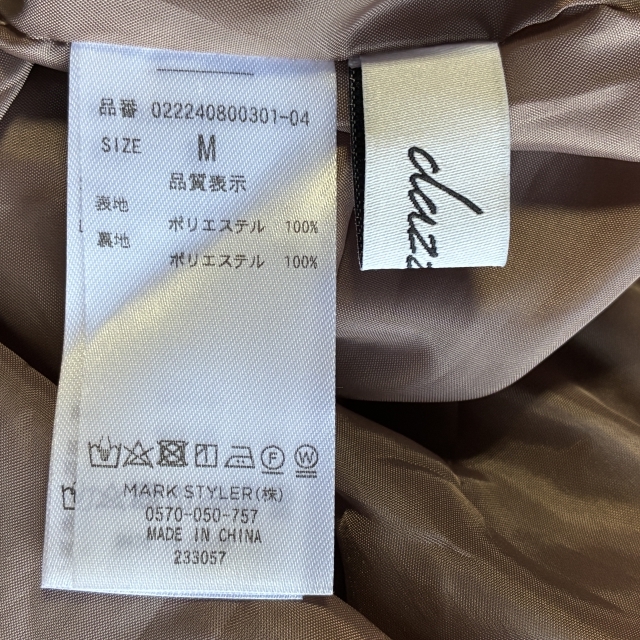 品番 022240800301-04
SIZE M
品質表示
表地
ポリエステル 100%
裏地
ポリエステル 100%
MARK STYLER(株)
0570-050-757
MADE IN CHINA
233057